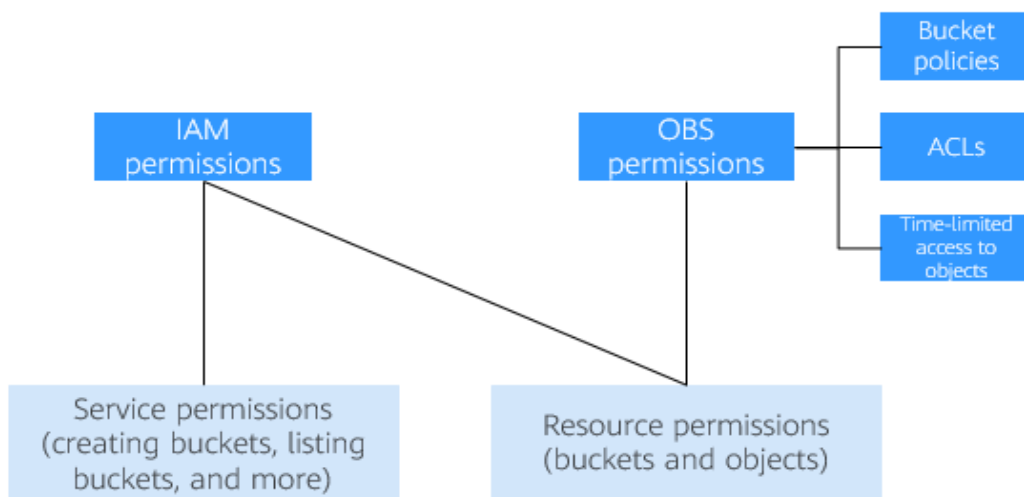 Bucket
policies
IAM
permissions
OBS
permissions
ACLs
Time-limited
access to
objects
Service permissions
(creating buckets, listing
buckets, and more)
Resource permissions
(buckets and objects)